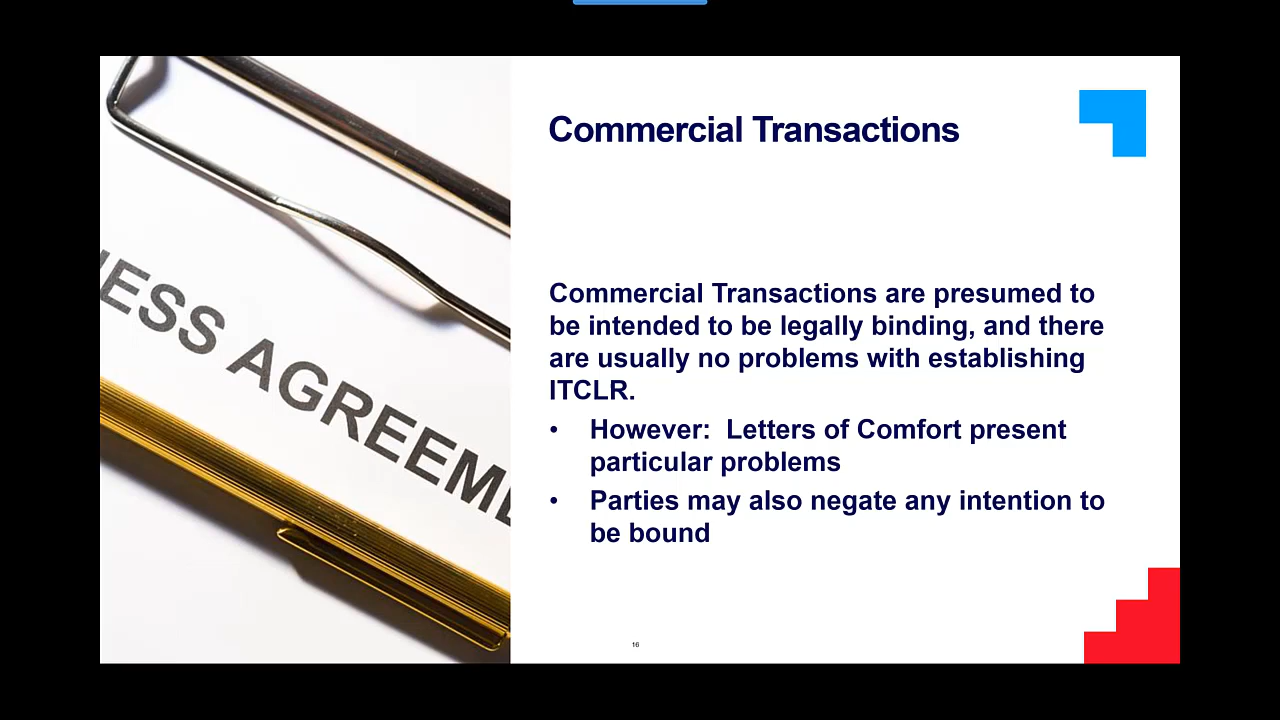 Commercial Transactions
ESS AGREEM
Commercial Transactions are presumed to
be intended to be legally binding, and there
are usually no problems with establishing
ITCLR.
• However: Letters of Comfort present
particular problems
• Parties may also negate any intention to
be bound
16